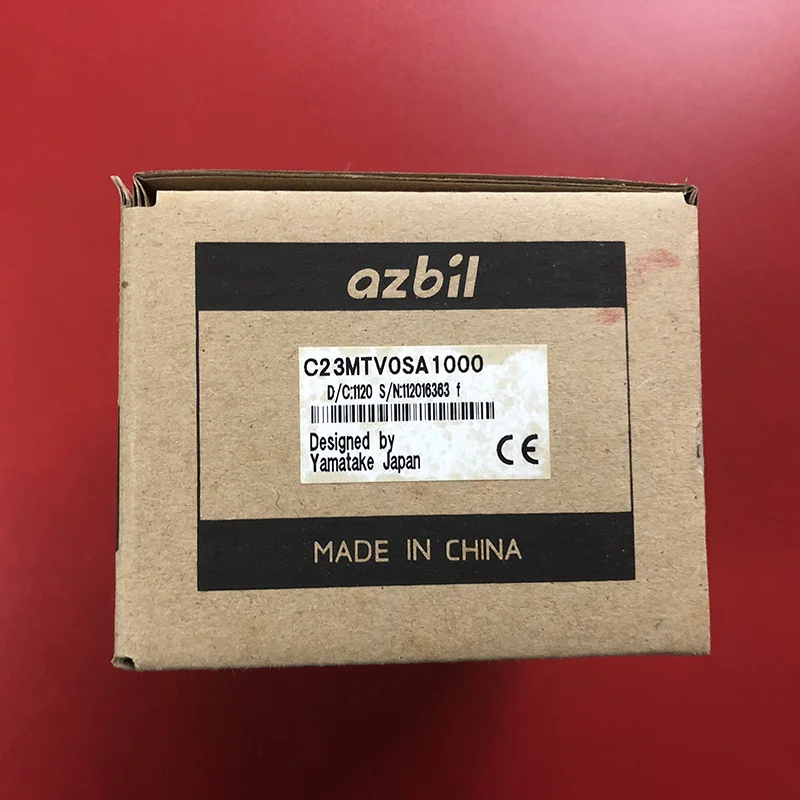 azbil
C23MTV0SA1000
D/C:1120 S/N:112016363 f
Designed by
Yamatake Japan
CE
MADE IN CHINA